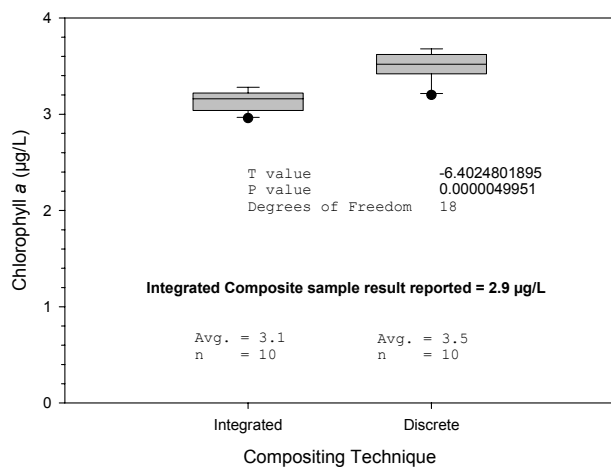 4
3
2
1
0
Chlorophyll a (µg/L)
T value -6.4024801895
P value 0.0000049951
Degrees of Freedom 18
Integrated Composite sample result reported = 2.9 µg/L
Avg. = 3.1 Avg. = 3.5
n = 10 n = 10
Integrated Discrete
Compositing Technique